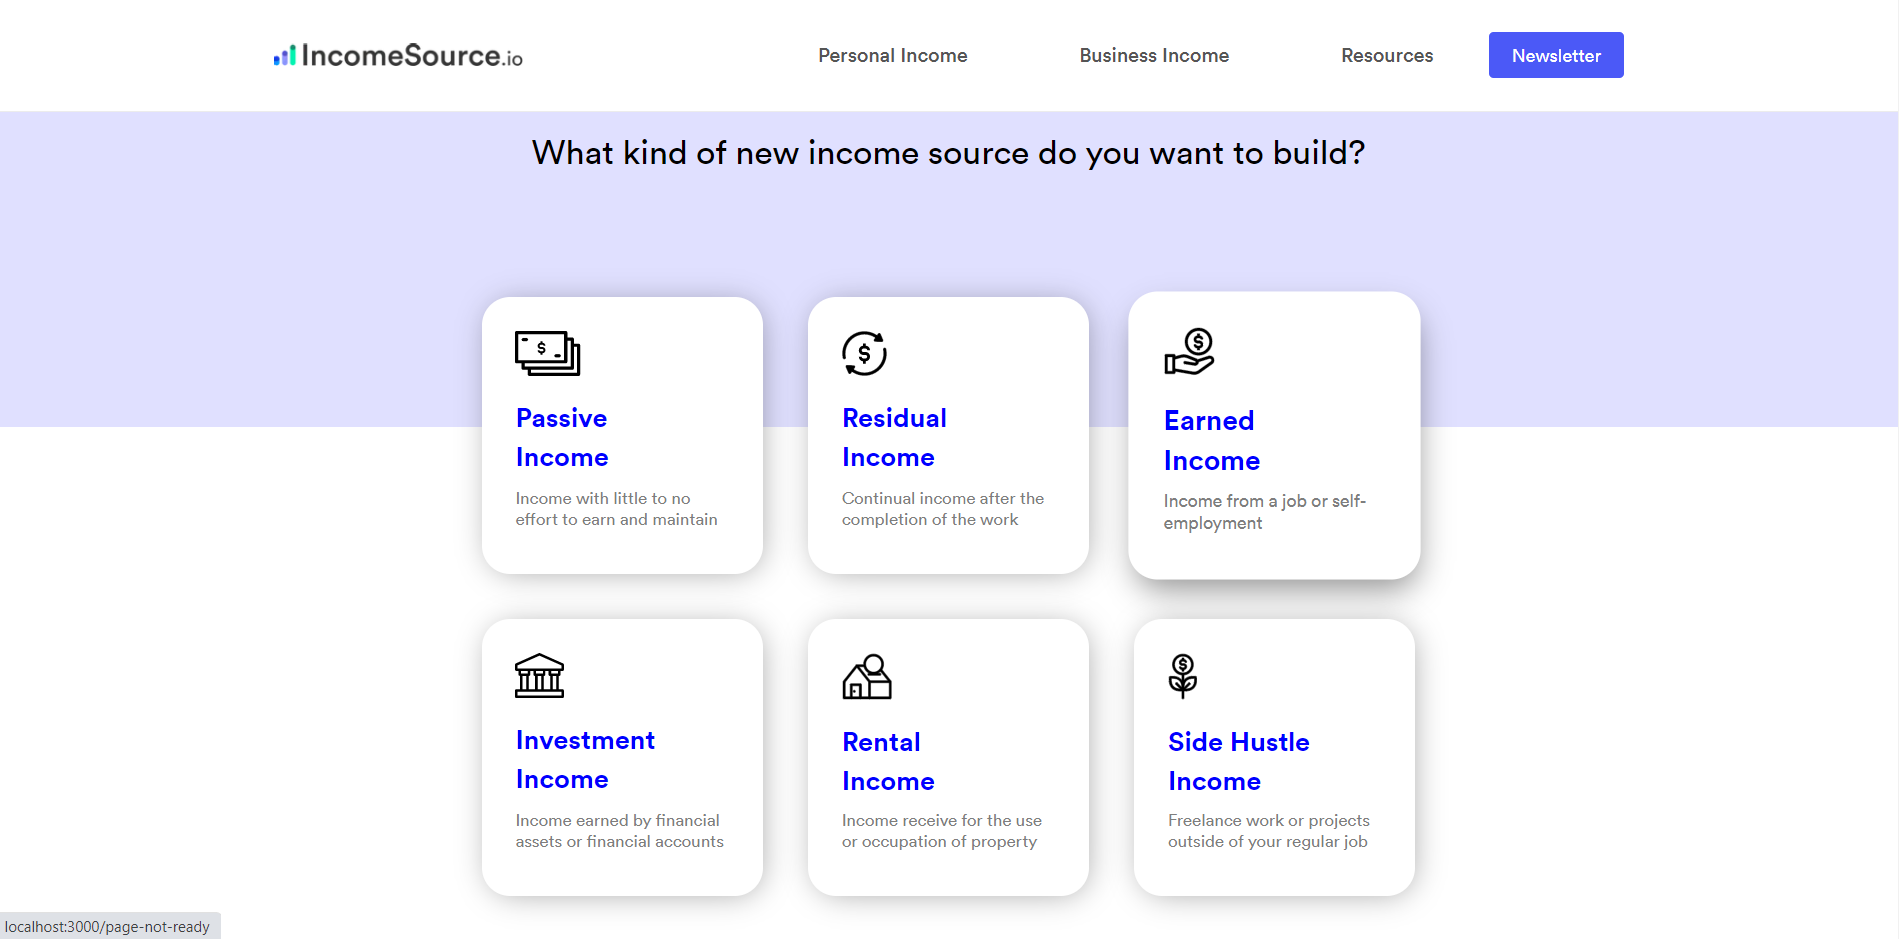 IncomeSource.io
Personal Income
Business Income
Resources
Newsletter
What kind of new income source do you want to build?
Passive
Income
Income with little to no
effort to earn and maintain
Residual
Income
Continual income after the
completion of the work
Earned
Income
Income from a job or self-
employment
Investment
Income
Income earned by financial
assets or financial accounts
Rental
Income
Income receive for the use
or occupation of property
Side Hustle
Income
Freelance work or projects
outside of your regular job
localhost:3000/page-not-ready